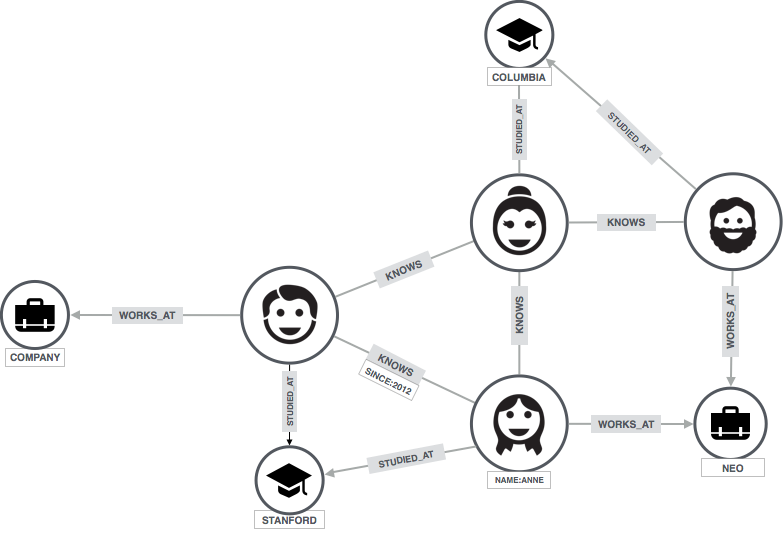 COLUMBIA
STUDIED_AT
STUDIED_AT
KNOWS
KNOWS
WORKS_AT
COMPANY
KNOWS
WORKS_AT
KNOWS
SINCE:2012
STUDIED_AT
WORKS_AT
STUDIED_AT
NEO
NAME:ANNE
STANFORD